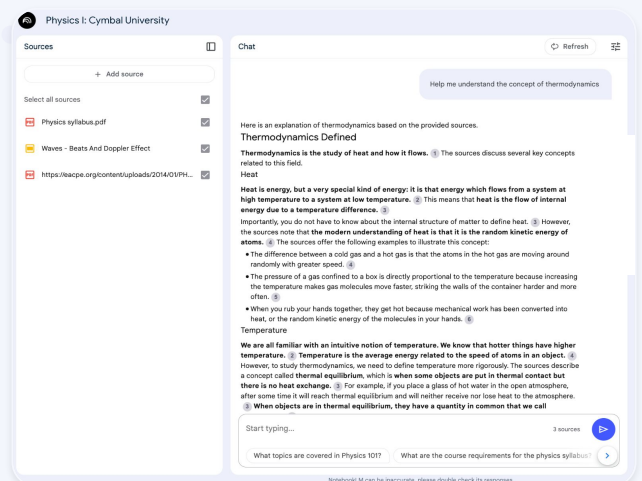 Physics I: Cymbal University
Sources
+ Add source
Select all sources
Physics syllabus.pdf
Waves - Beats And Doppler Effect
https://eacpe.org/content/uploads/2014/01/PH...
Chat
Refresh
Help me understand the concept of thermodynamics
Here is an explanation of thermodynamics based on the provided sources.
Thermodynamics Defined
Thermodynamics is the study of heat and how it flows. 1 The sources discuss several key concepts
related to this field.
Heat
Heat is energy, but a very special kind of energy: it is that energy which flows from a system at
high temperature to a system at low temperature. 2 This means that heat is the flow of internal
energy due to a temperature difference. 3
Importantly, you do not have to know about the internal structure of matter to define heat. 3 However,
the sources note that the modern understanding of heat is that it is the random kinetic energy of
atoms. 4 The sources offer the following examples to illustrate this concept:
• The difference between a cold gas and a hot gas is that the atoms in the hot gas are moving around
randomly with greater speed. 4
• The pressure of a gas confined to a box is directly proportional to the temperature because increasing
the temperature makes gas molecules move faster, striking the walls of the container harder and more
often. 5
• When you rub your hands together, they get hot because mechanical work has been converted into
heat, or the random kinetic energy of the molecules in your hands. 6
Temperature
We are all familiar with an intuitive notion of temperature. We know that hotter things have higher
temperature. 2 Temperature is the average energy related to the speed of atoms in an object. 4
However, to study thermodynamics, we need to define temperature more rigorously. The sources describe
a concept called thermal equilibrium, which is when some objects are put in thermal contact but
there is no heat exchange. 3 For example, if you place a glass of hot water in the open atmosphere,
after some time it will reach thermal equilibrium and will neither receive nor lose heat to the atmosphere.
3 When objects are in thermal equilibrium, they have a quantity in common that we call
Start typing...
3 sources
What topics are covered in Physics 101?
What are the course requirements for the physics syllabus?
NotebookLM can be inaccurate, please double check its responses.